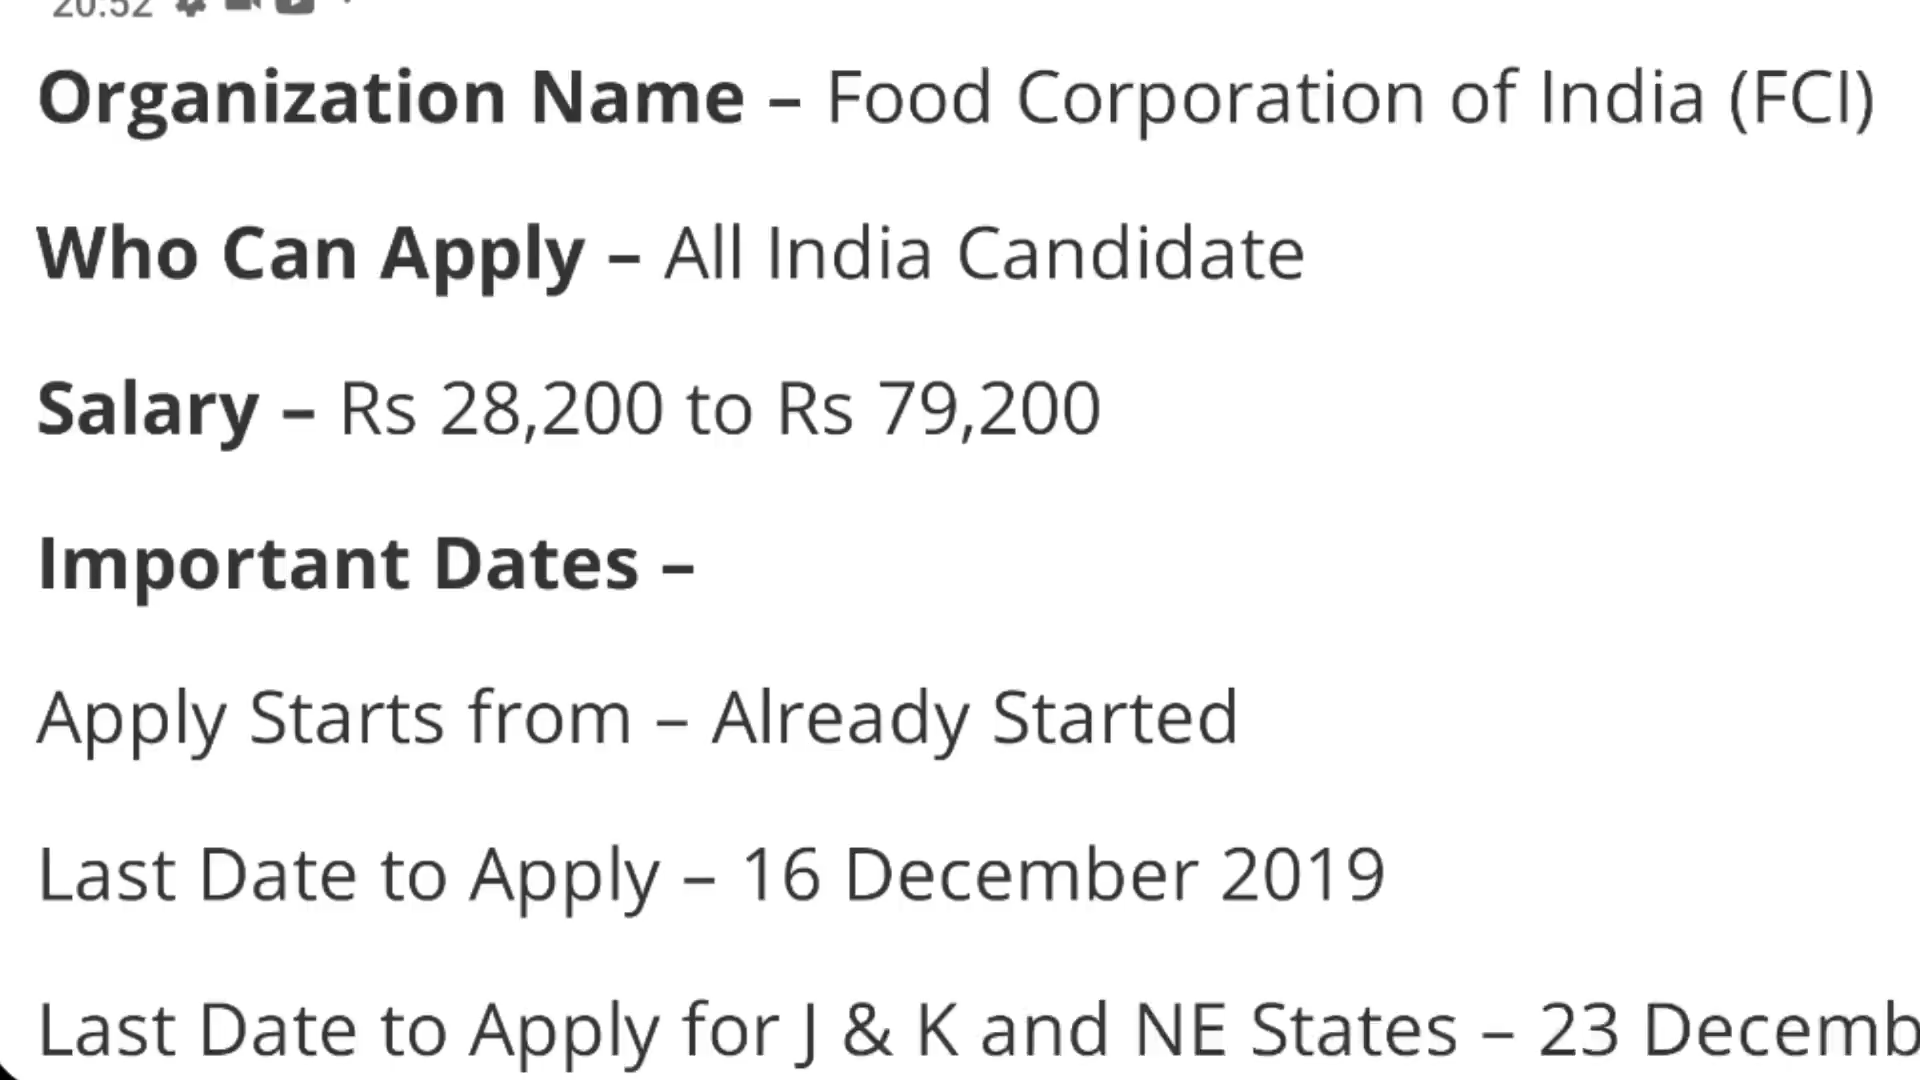 20:52
Organization Name – Food Corporation of India (FCI)
Who Can Apply – All India Candidate
Salary – Rs 28,200 to Rs 79,200
Important Dates –
Apply Starts from – Already Started
Last Date to Apply – 16 December 2019
Last Date to Apply for J & K and NE States – 23 Decemb